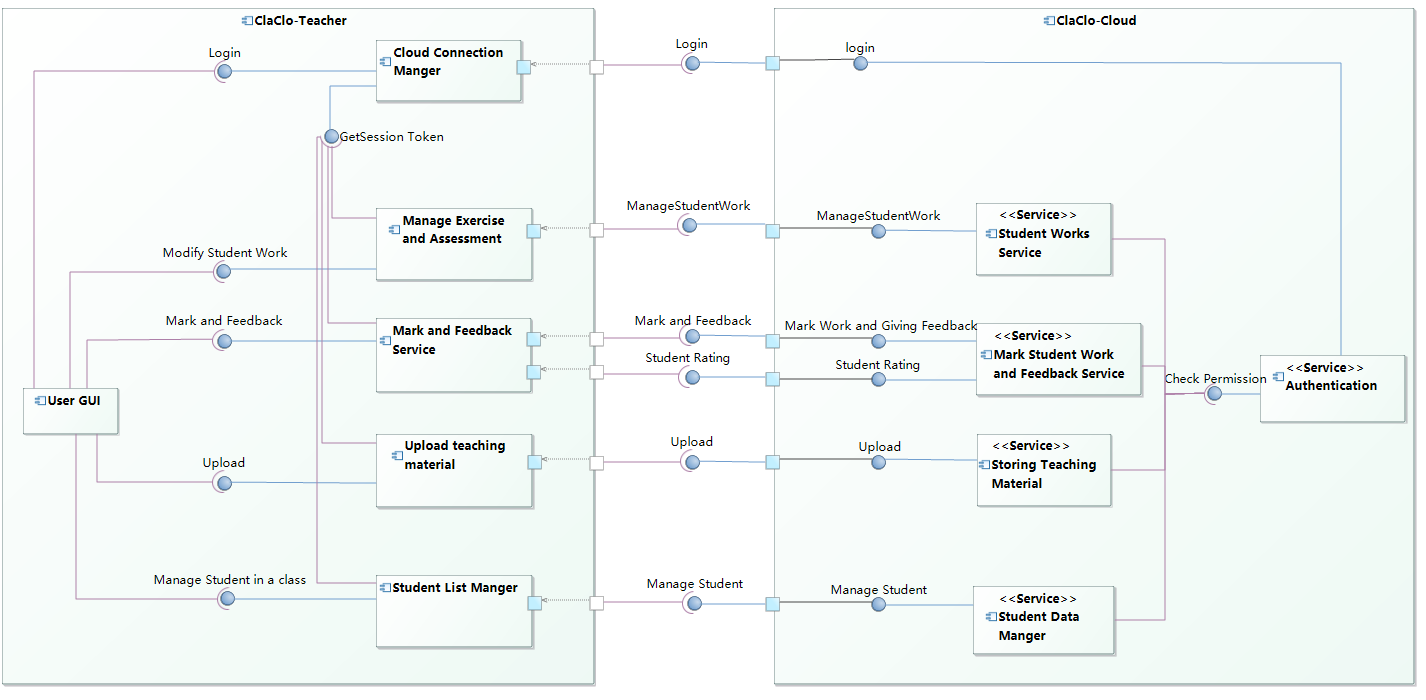 ClaClo-Teacher
ClaClo-Cloud
Login
Cloud Connection
Manger
Login
login
GetSession Token
Manage Exercise
and Assessment
ManageStudentWork
ManageStudentWork
<<Service>>
Student Works
Service
Modify Student Work
Mark and Feedback
Mark and Feedback
Service
Mark and Feedback
Student Rating
Mark Work and Giving Feedback
Student Rating
<<Service>>
Mark Student Work
and Feedback Service
Check Permission
<<Service>>
Authentication
User GUI
Upload
Upload teaching
material
Upload
Upload
<<Service>>
Storing Teaching
Material
Manage Student in a class
Student List Manger
Manage Student
Manage Student
<<Service>>
Student Data
Manger